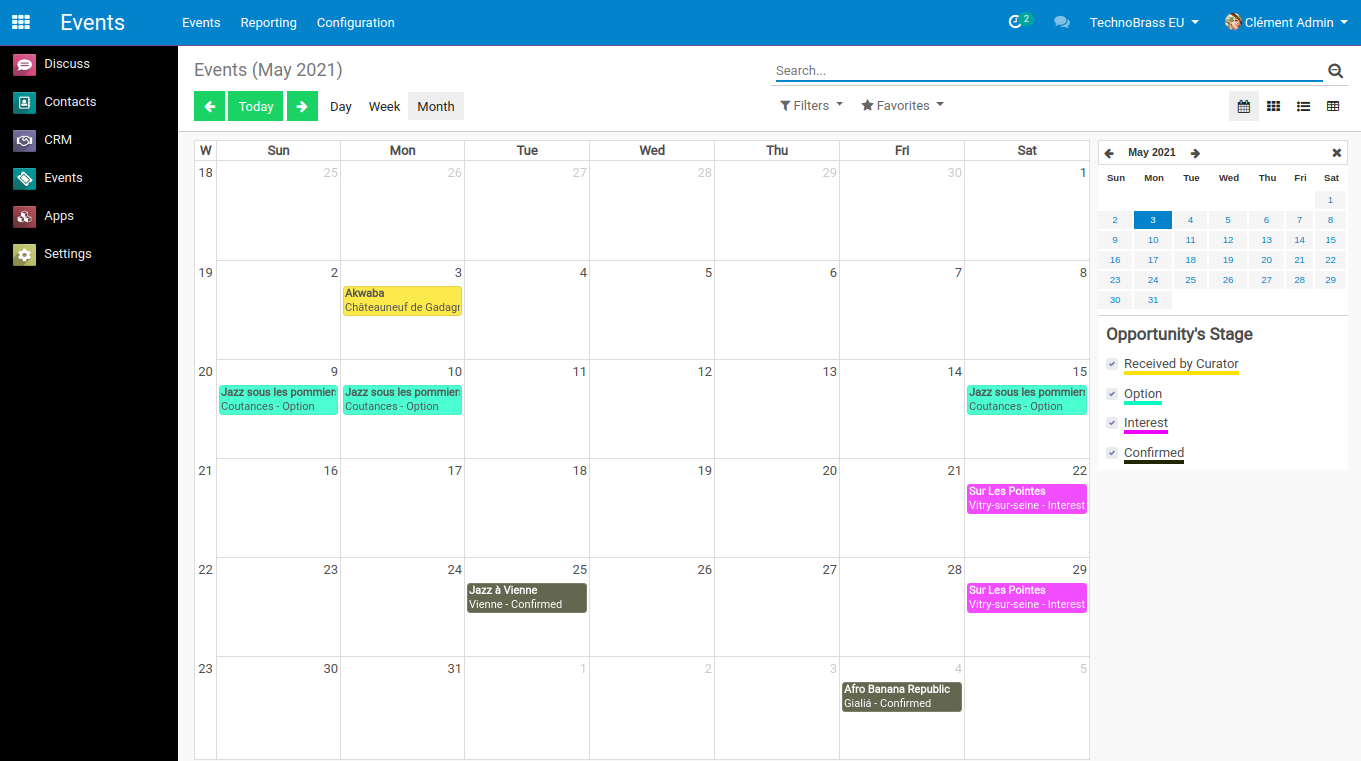 Events
Events Reporting Configuration
2
TechnoBrass EU
Clément Admin
Discuss
Contacts
CRM
Events
Apps
Settings
Events (May 2021)
Search...
Today
Day Week Month
Filters Favorites
W Sun Mon Tue Wed Thu Fri Sat
18 25 26 27 28 29 30 1
19 2 3 4 5 6 7 8
Akwaba
Châteauneuf de Gadagn
20 9 10 11 12 13 14 15
Jazz sous les pommiers Jazz sous les pommiers Jazz sous les pommiers
Coutances - Option Coutances - Option Coutances - Option
21 16 17 18 19 20 21 22
Sur Les Pointes
Vitry-sur-seine - Interest
22 23 24 25 26 27 28 29
Jazz à Vienne Sur Les Pointes
Vienne - Confirmed Vitry-sur-seine - Interest
23 30 31 1 2 3 4 5
Afro Banana Republic
Gialiá - Confirmed
May 2021
Sun Mon Tue Wed Thu Fri Sat
1
2 3 4 5 6 7 8
9 10 11 12 13 14 15
16 17 18 19 20 21 22
23 24 25 26 27 28 29
30 31
Opportunity's Stage
Received by Curator
Option
Interest
Confirmed